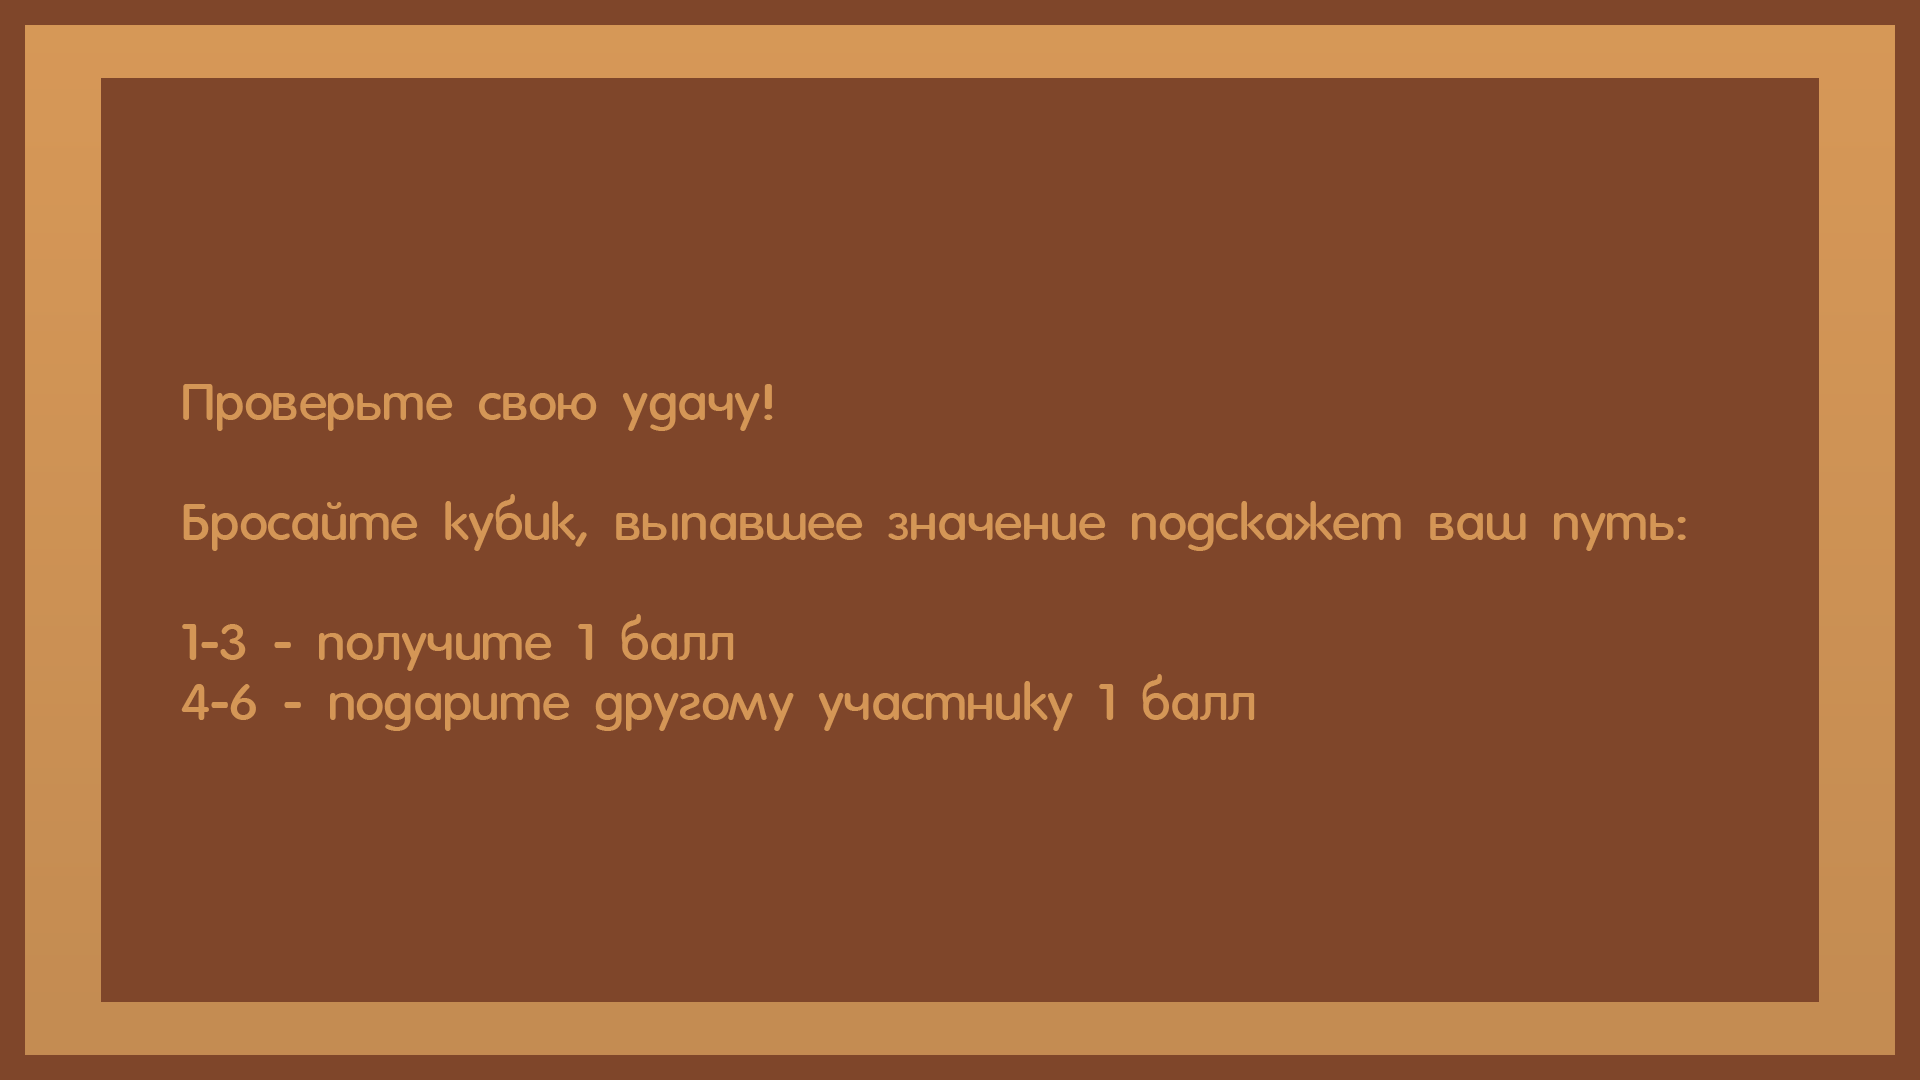 Проверьте свою удачу!
Бросайте кубик, выпавшее значение подскажет ваш путь:
1-3 - получите 1 балл
4-6 - подарите другому участнику 1 балл